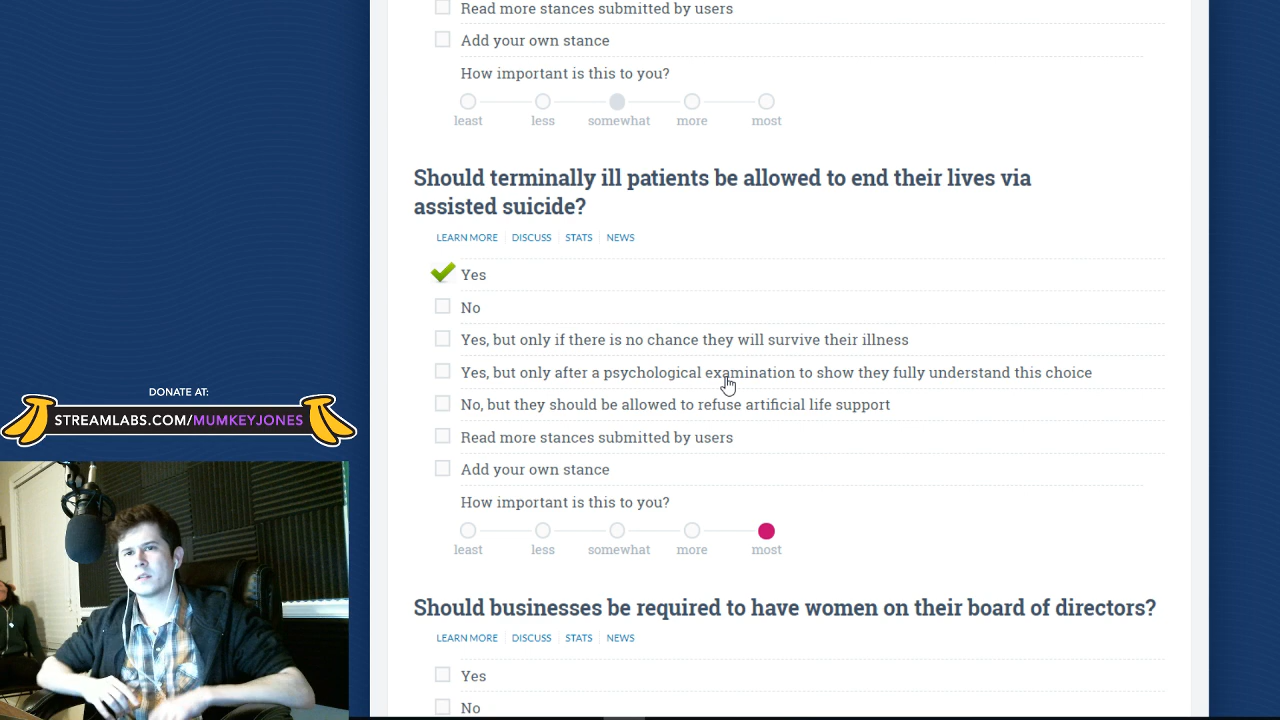 Read more stances submitted by users
Add your own stance
How important is this to you?
least less somewhat more most
Should terminally ill patients be allowed to end their lives via
assisted suicide?
LEARN MORE DISCUSS STATS NEWS
Yes
No
Yes, but only if there is no chance they will survive their illness
Yes, but only after a psychological examination to show they fully understand this choice
No, but they should be allowed to refuse artificial life support
Read more stances submitted by users
Add your own stance
How important is this to you?
least less somewhat more most
Should businesses be required to have women on their board of directors?
LEARN MORE DISCUSS STATS NEWS
Yes
No
DONATE AT:
STREAMLABS.COM/MUMKEYJONES